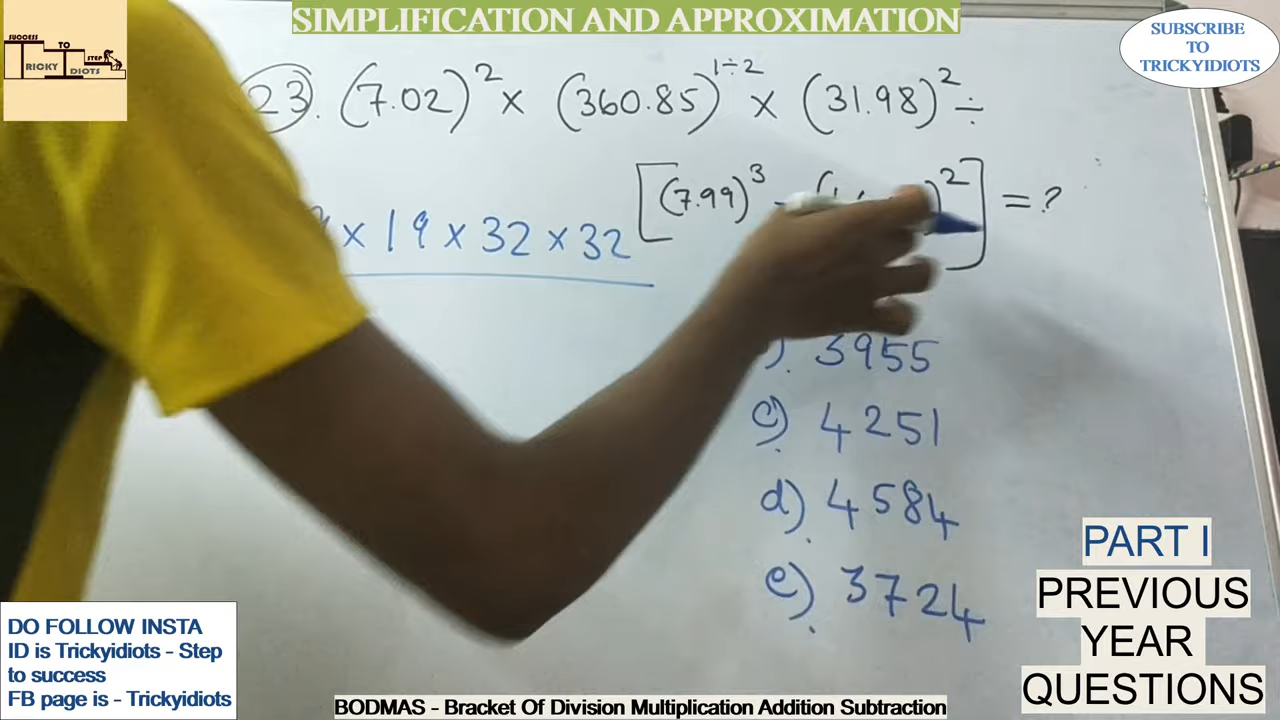 SIMPLIFICATION AND APPROXIMATION
SUCCESS
TO
STEP
TRICKY IDIOTS
SUBSCRIBE
TO
TRICKYIDIOTS
23. (7.02)² × (360.85)^1÷2 × (31.98)² ÷
[(7.99)³ )²] = ?
× 19 × 32 × 32
). 3955
c) 4251
d) 4584
e) 3724
PART I
PREVIOUS
YEAR
QUESTIONS
DO FOLLOW INSTA
ID is Trickyidiots - Step
to success
FB page is - Trickyidiots
BODMAS - Bracket Of Division Multiplication Addition Subtraction